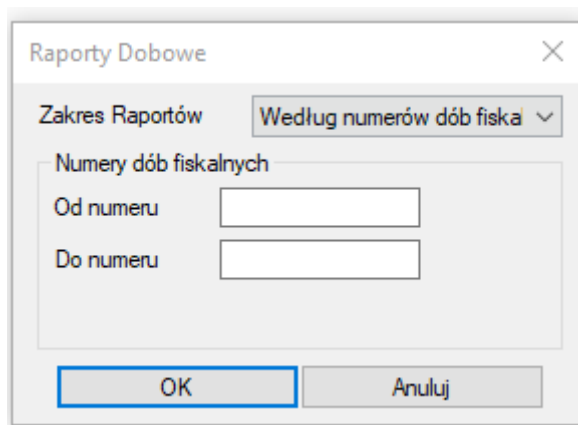 Raporty Dobowe
Zakres Raportów
Według numerów dób fiskal
Numery dób fiskalnych
Od numeru
Do numeru
OK
Anuluj